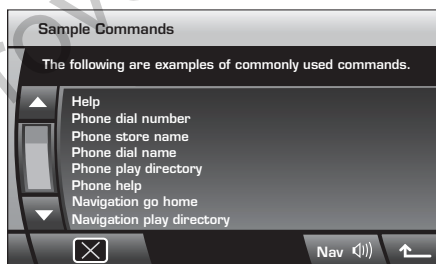 Sample Commands
The following are examples of commonly used commands.
Help
Phone dial number
Phone store name
Phone dial name
Phone play directory
Phone help
Navigation go home
Navigation play directory
Nav